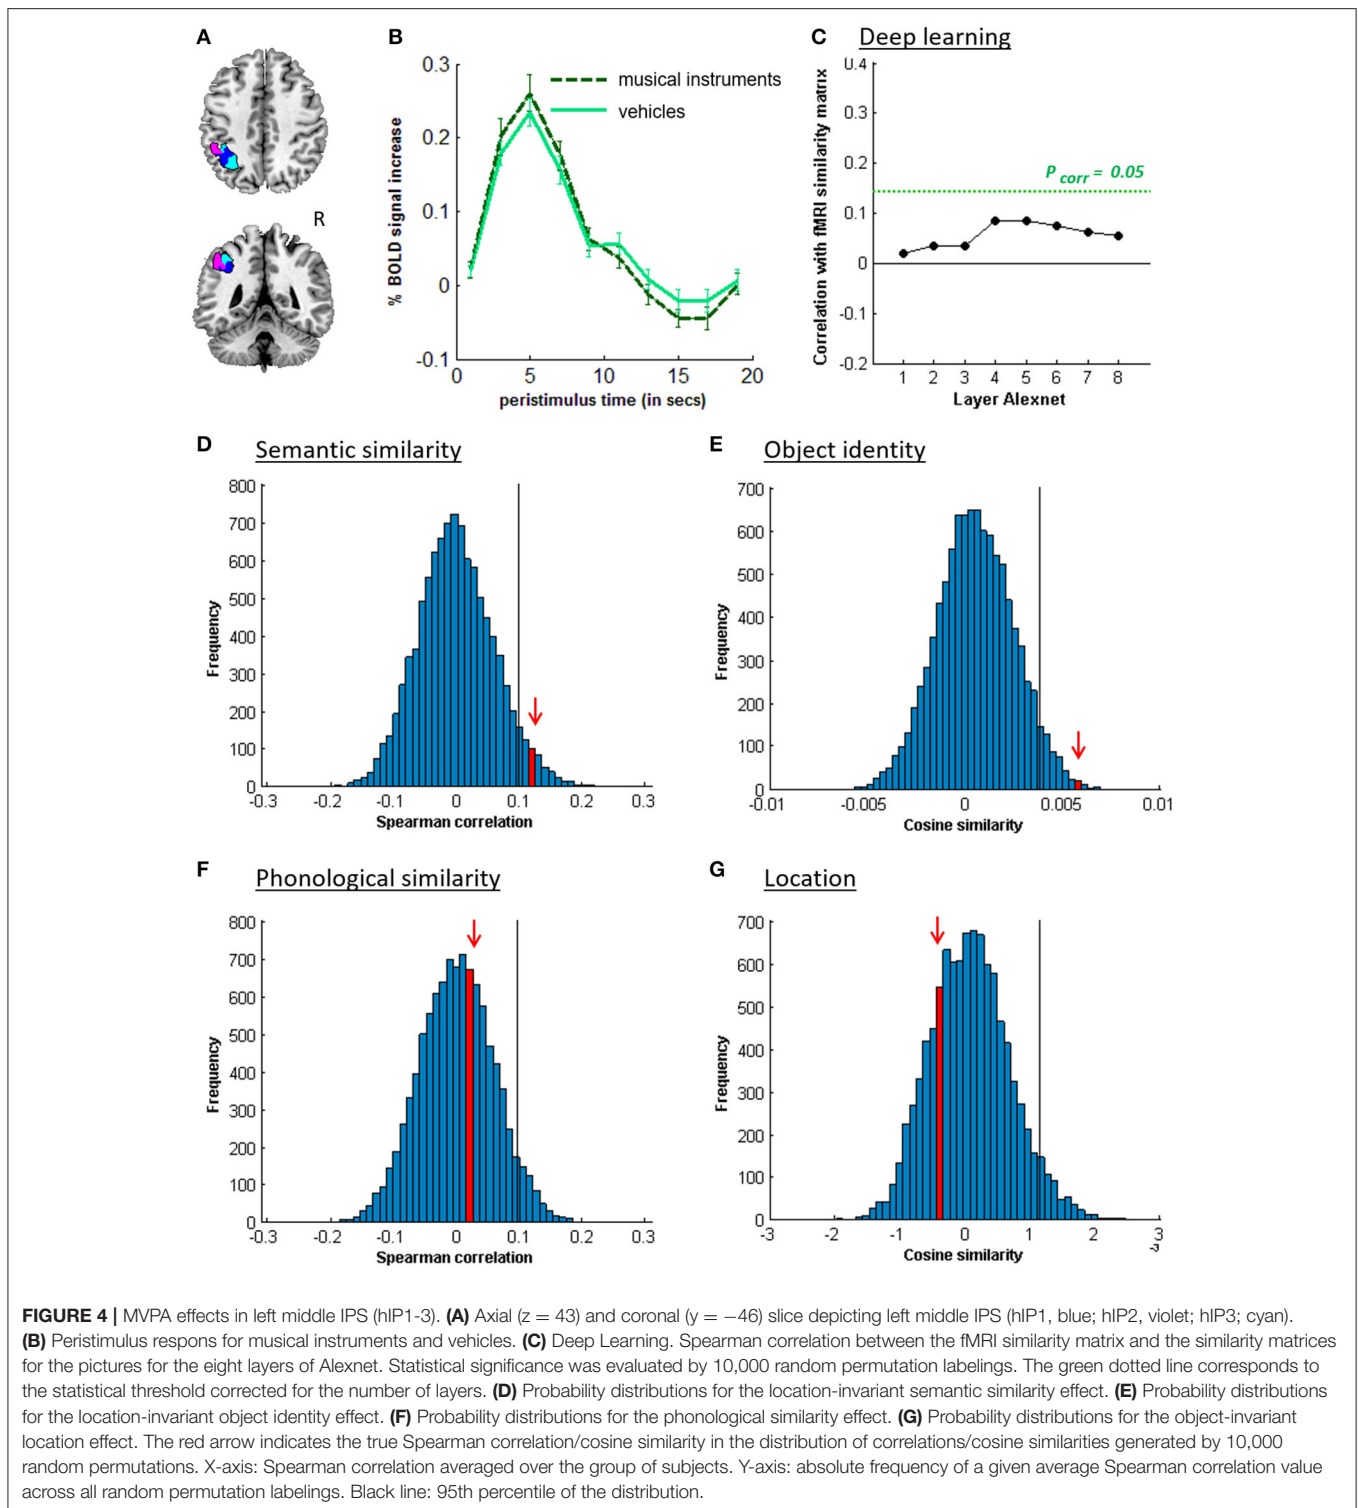 A
R
B
0.3
0.2
0.1
0
-0.1
% BOLD signal increase
musical instruments
vehicles
0 5 10 15 20
peristimulus time (in secs)
C Deep learning
0.4
0.3
0.2
0.1
0
-0.1
-0.2
Correlation with fMRI similarity matrix
P corr = 0.05
1 2 3 4 5 6 7 8
Layer Alexnet
D Semantic similarity
800
700
600
500
400
300
200
100
0
Frequency
-0.3 -0.2 -0.1 0 0.1 0.2 0.3
Spearman correlation
E Object identity
700
600
500
400
300
200
100
0
Frequency
-0.01 -0.005 0 0.005 0.01
Cosine similarity
F Phonological similarity
800
700
600
500
400
300
200
100
0
Frequency
-0.3 -0.2 -0.1 0 0.1 0.2 0.3
Spearman correlation
G Location
700
600
500
400
300
200
100
0
Frequency
-3 -2 -1 0 1 2 3
-3
Cosine similarity
FIGURE 4 | MVPA effects in left middle IPS (hIP1-3). (A) Axial (z = 43) and coronal (y = −46) slice depicting left middle IPS (hIP1, blue; hIP2, violet; hIP3; cyan).
(B) Peristimulus respons for musical instruments and vehicles. (C) Deep Learning. Spearman correlation between the fMRI similarity matrix and the similarity matrices
for the pictures for the eight layers of Alexnet. Statistical significance was evaluated by 10,000 random permutation labelings. The green dotted line corresponds to
the statistical threshold corrected for the number of layers. (D) Probability distributions for the location-invariant semantic similarity effect. (E) Probability distributions
for the location-invariant object identity effect. (F) Probability distributions for the phonological similarity effect. (G) Probability distributions for the object-invariant
location effect. The red arrow indicates the true Spearman correlation/cosine similarity in the distribution of correlations/cosine similarities generated by 10,000
random permutations. X-axis: Spearman correlation averaged over the group of subjects. Y-axis: absolute frequency of a given average Spearman correlation value
across all random permutation labelings. Black line: 95th percentile of the distribution.